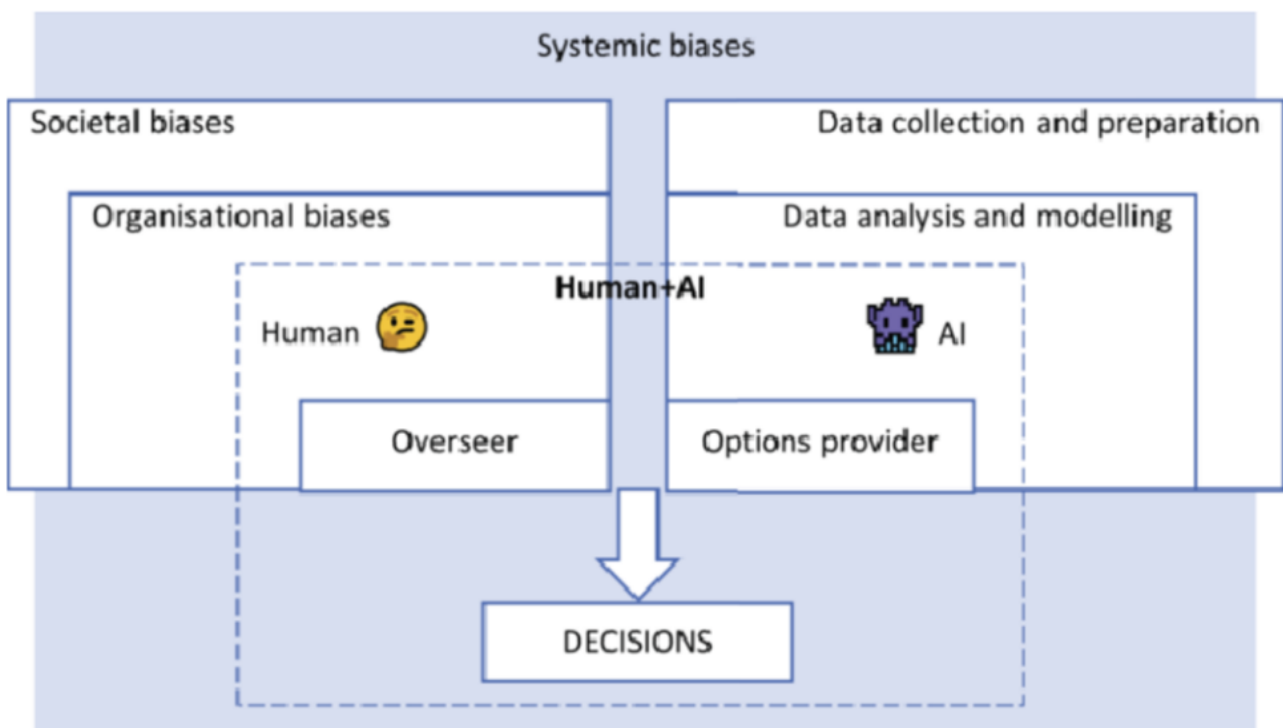 Systemic biases
Societal biases
Data collection and preparation
Organisational biases
Data analysis and modelling
Human+AI
Human
AI
Overseer
Options provider
DECISIONS